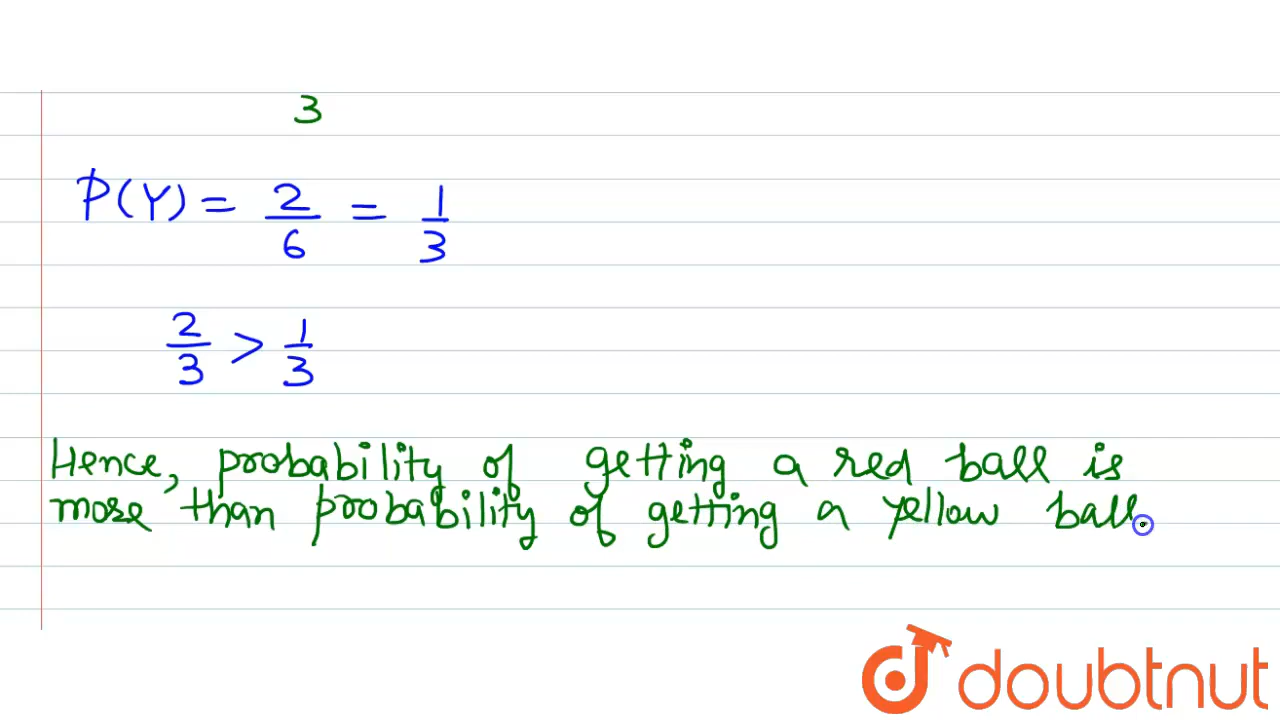 3
P(Y) = 2/6 = 1/3
2/3 > 1/3
Hence, probability of getting a red ball is
more than probability of getting a yellow ball
doubtnut